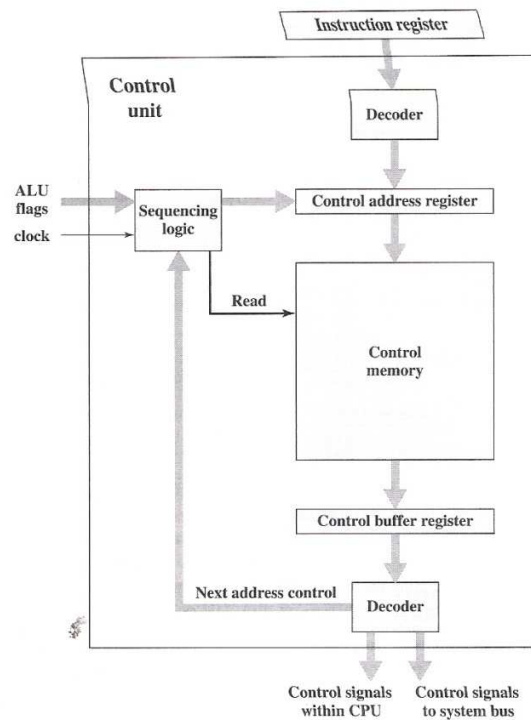 Instruction register
Control
unit
Decoder
ALU
flags
Sequencing
logic
Control address register
clock
Read
Control
memory
Control buffer register
Next address control
Decoder
Control signals
within CPU
Control signals
to system bus